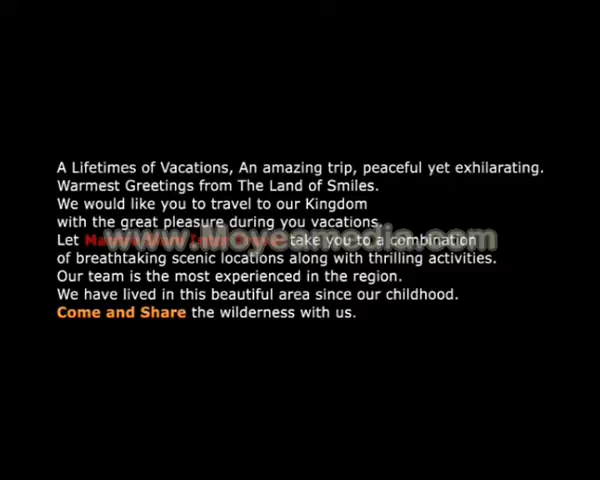 A Lifetimes of Vacations, An amazing trip, peaceful yet exhilarating.
Warmest Greetings from The Land of Smiles.
We would like you to travel to our Kingdom
with the great pleasure during you vacations.
Let take you to a combination
of breathtaking scenic locations along with thrilling activities.
Our team is the most experienced in the region.
We have lived in this beautiful area since our childhood.
Come and Share the wilderness with us.
www.Moveamedia.com